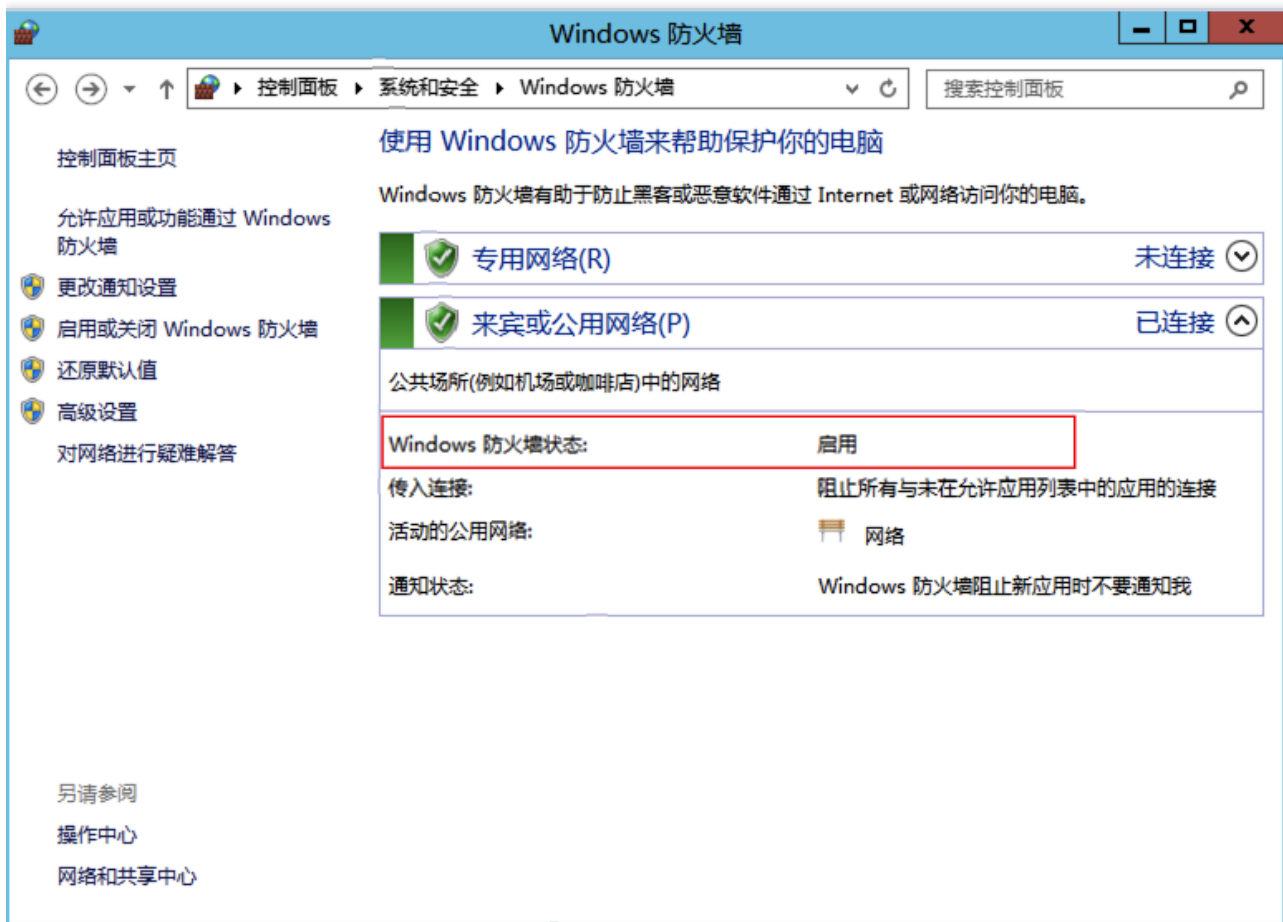 Windows 防火墙
控制面板 系统和安全 Windows 防火墙
搜索控制面板
控制面板主页
允许应用或功能通过 Windows
防火墙
更改通知设置
启用或关闭 Windows 防火墙
还原默认值
高级设置
对网络进行疑难解答
使用 Windows 防火墙来帮助保护你的电脑
Windows 防火墙有助于防止黑客或恶意软件通过 Internet 或网络访问你的电脑。
专用网络(R) 未连接
来宾或公用网络(P) 已连接
公共场所(例如机场或咖啡店)中的网络
Windows 防火墙状态: 启用
传入连接: 阻止所有与未在允许应用列表中的应用的连接
活动的公用网络: 网络
通知状态: Windows 防火墙阻止新应用时不要通知我
另请参阅
操作中心
网络和共享中心